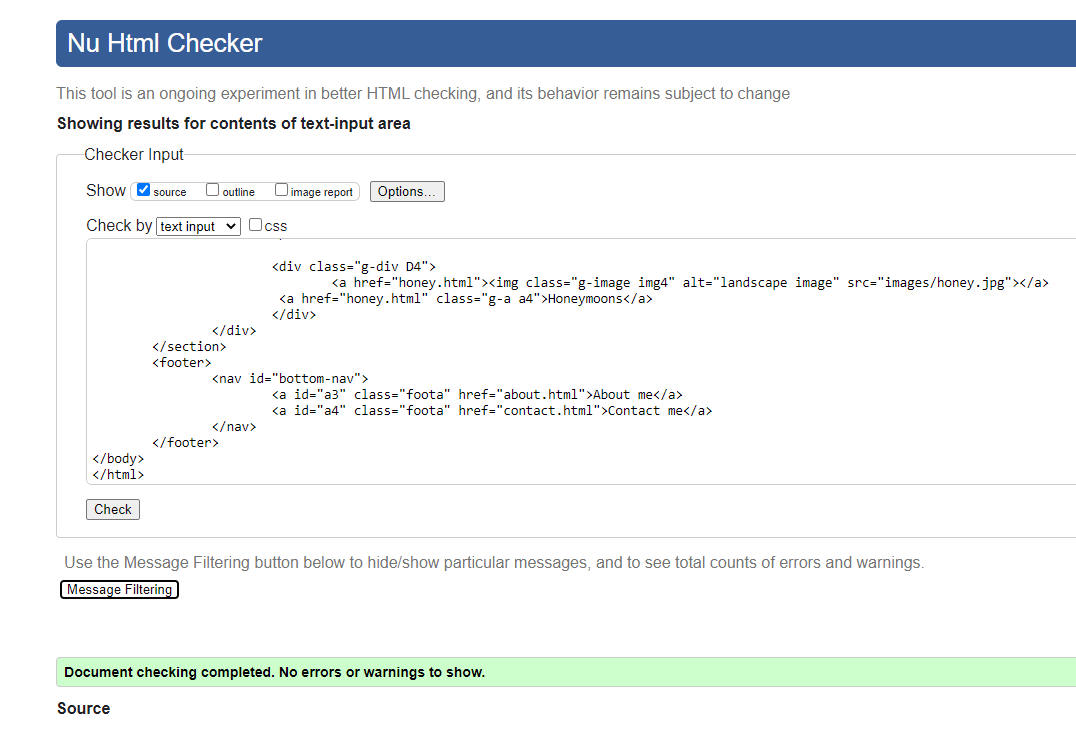 Nu Html Checker
This tool is an ongoing experiment in better HTML checking, and its behavior remains subject to change
Showing results for contents of text-input area
Checker Input
Show source outline image report Options...
Check by text input css
<div class="g-div D4">
<a href="honey.html"><img class="g-image img4" alt="landscape image" src="images/honey.jpg"></a>
<a href="honey.html" class="g-a a4">Honeymoons</a>
</div>
</div>
</section>
<footer>
<nav id="bottom-nav">
<a id="a3" class="foota" href="about.html">About me</a>
<a id="a4" class="foota" href="contact.html">Contact me</a>
</nav>
</footer>
</body>
</html>
Check
Use the Message Filtering button below to hide/show particular messages, and to see total counts of errors and warnings.
Message Filtering
Document checking completed. No errors or warnings to show.
Source